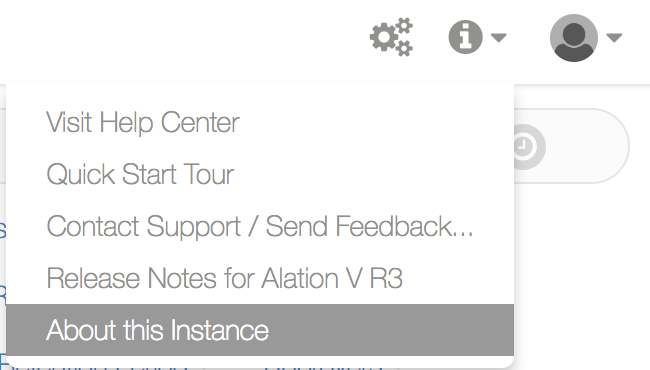 Visit Help Center
Quick Start Tour
Contact Support / Send Feedback...
Release Notes for Alation V R3
About this Instance